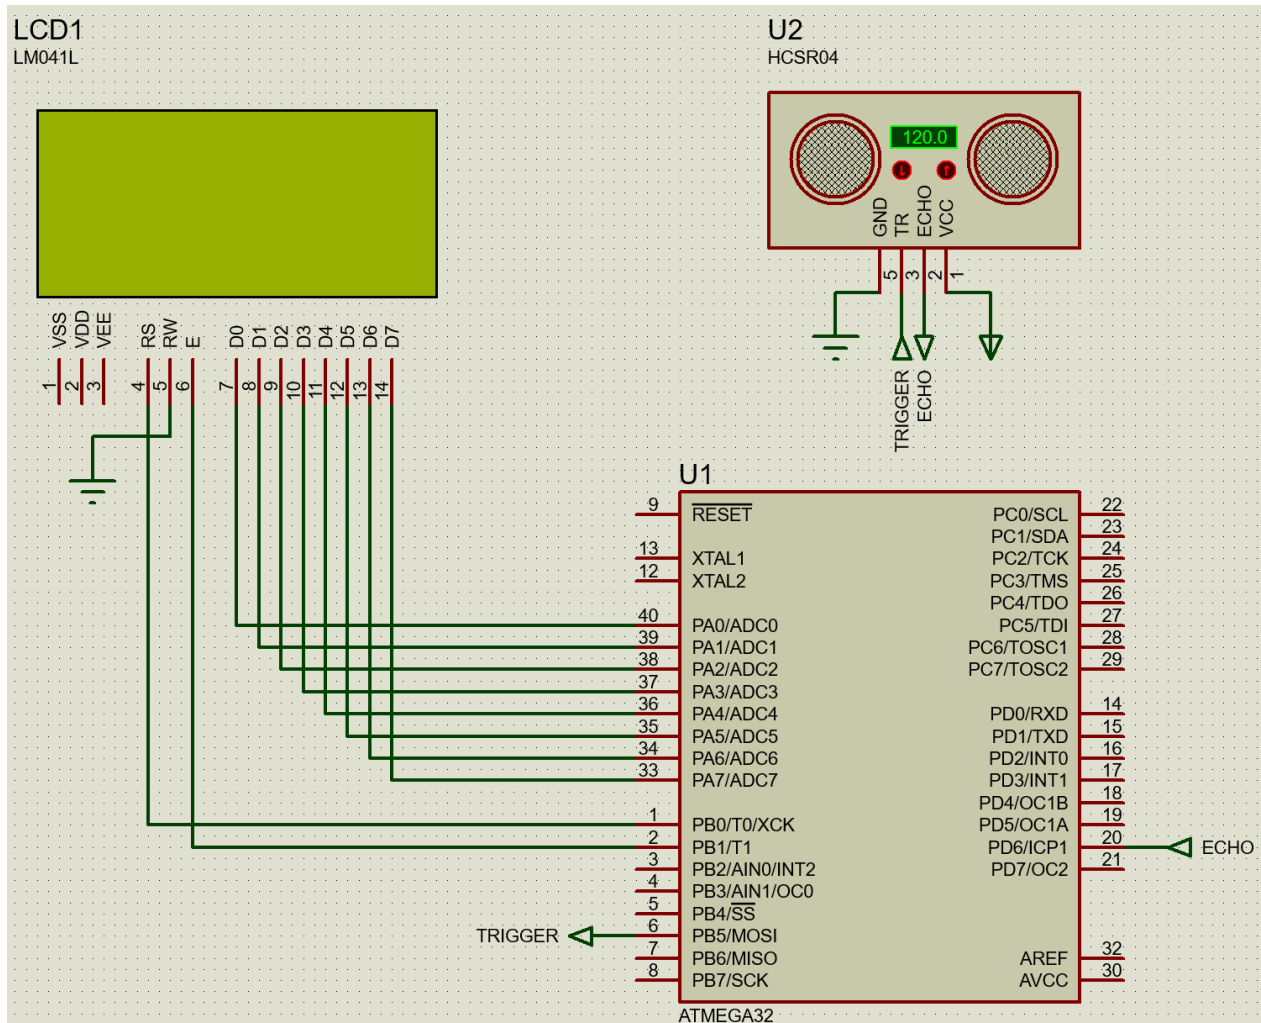 LCD1
LM041L
VSS
VDD
VEE
RS
RW
E
D0
D1
D2
D3
D4
D5
D6
D7
1
2
3
4
5
6
7
8
9
10
11
12
13
14
U2
HCSR04
120.0
GND
TR
ECHO
VCC
5
3
2
1
TRIGGER
ECHO
U1
9 RESET
13 XTAL1
12 XTAL2
40 PA0/ADC0
39 PA1/ADC1
38 PA2/ADC2
37 PA3/ADC3
36 PA4/ADC4
35 PA5/ADC5
34 PA6/ADC6
33 PA7/ADC7
1 PB0/T0/XCK
2 PB1/T1
3 PB2/AIN0/INT2
4 PB3/AIN1/OC0
5 PB4/SS
TRIGGER 6 PB5/MOSI
7 PB6/MISO
8 PB7/SCK
PC0/SCL 22
PC1/SDA 23
PC2/TCK 24
PC3/TMS 25
PC4/TDO 26
PC5/TDI 27
PC6/TOSC1 28
PC7/TOSC2 29
PD0/RXD 14
PD1/TXD 15
PD2/INT0 16
PD3/INT1 17
PD4/OC1B 18
PD5/OC1A 19
PD6/ICP1 20 ECHO
PD7/OC2 21
AREF 32
AVCC 30
ATMEGA32